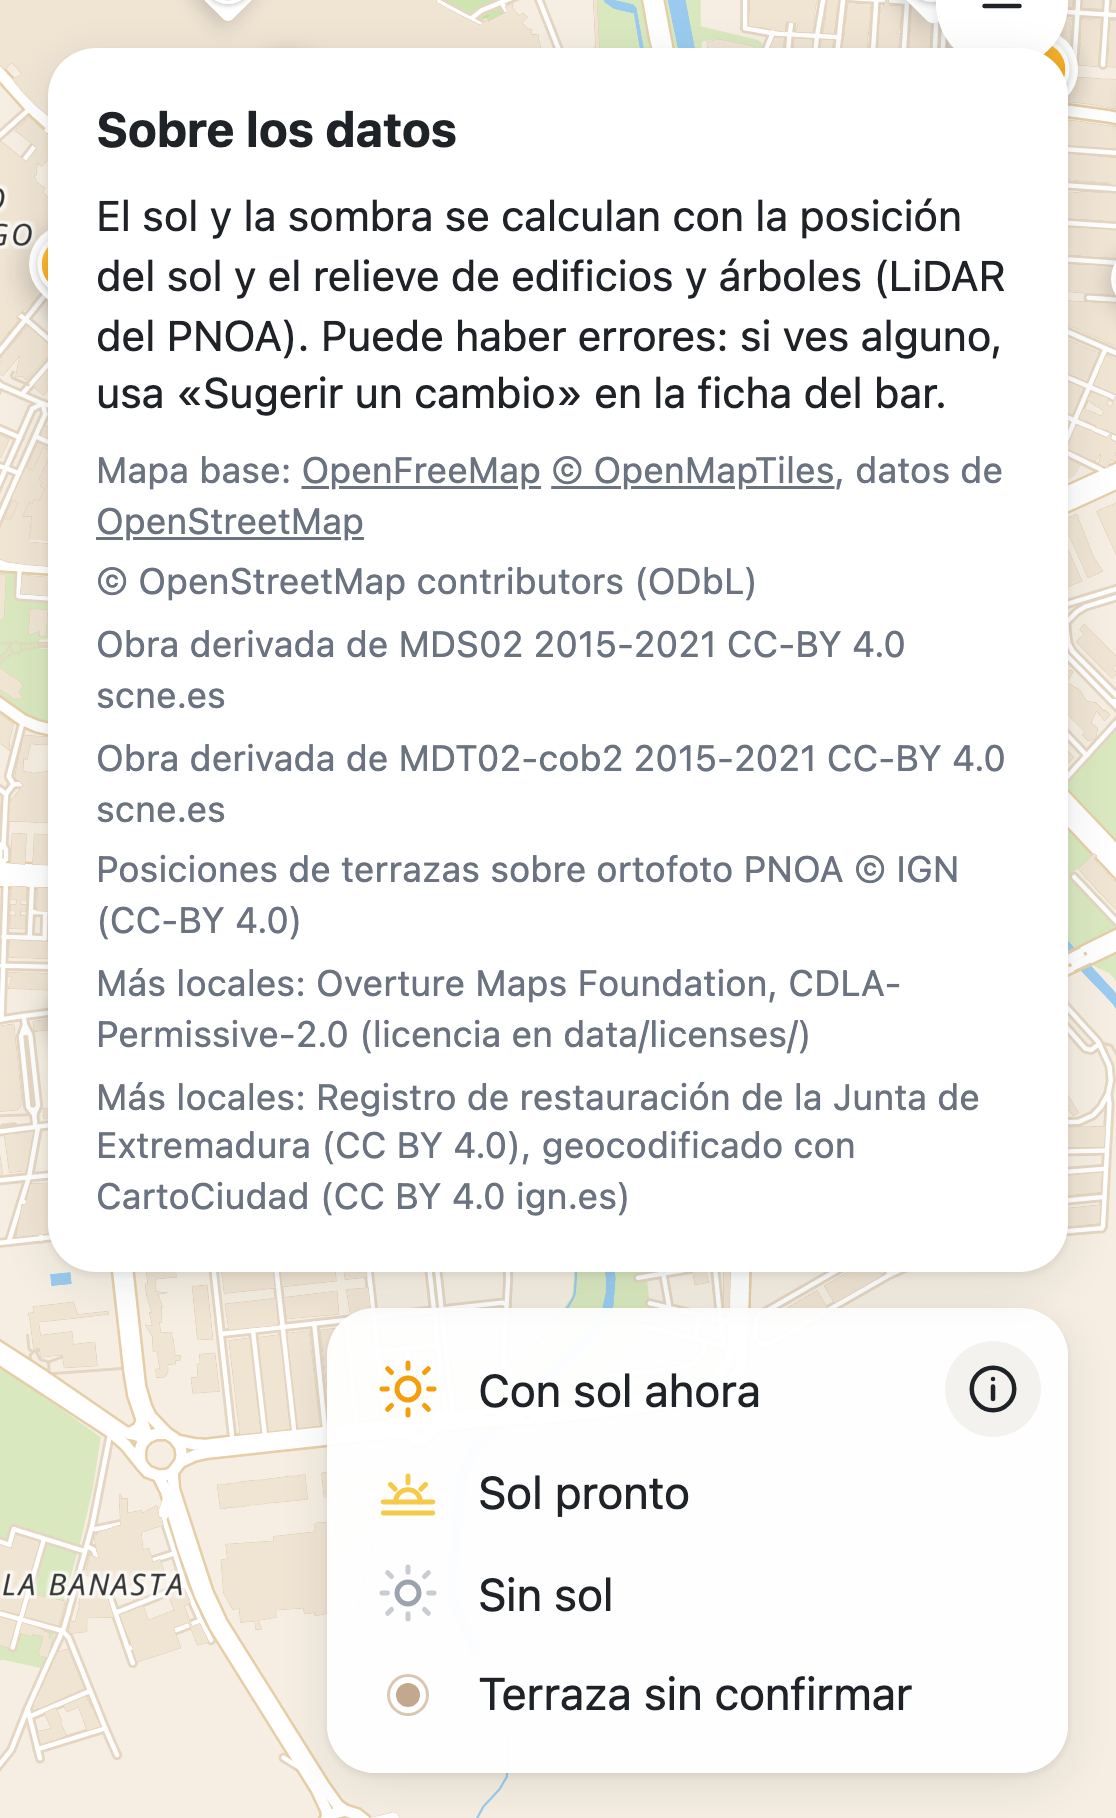 Sobre los datos
El sol y la sombra se calculan con la posición
del sol y el relieve de edificios y árboles (LiDAR
del PNOA). Puede haber errores: si ves alguno,
usa «Sugerir un cambio» en la ficha del bar.
Mapa base: OpenFreeMap © OpenMapTiles, datos de
OpenStreetMap
© OpenStreetMap contributors (ODbL)
Obra derivada de MDS02 2015-2021 CC-BY 4.0
scne.es
Obra derivada de MDT02-cob2 2015-2021 CC-BY 4.0
scne.es
Posiciones de terrazas sobre ortofoto PNOA © IGN
(CC-BY 4.0)
Más locales: Overture Maps Foundation, CDLA-
Permissive-2.0 (licencia en data/licenses/)
Más locales: Registro de restauración de la Junta de
Extremadura (CC BY 4.0), geocodificado con
CartoCiudad (CC BY 4.0 ign.es)
Con sol ahora
Sol pronto
Sin sol
Terraza sin confirmar
LA BANASTA